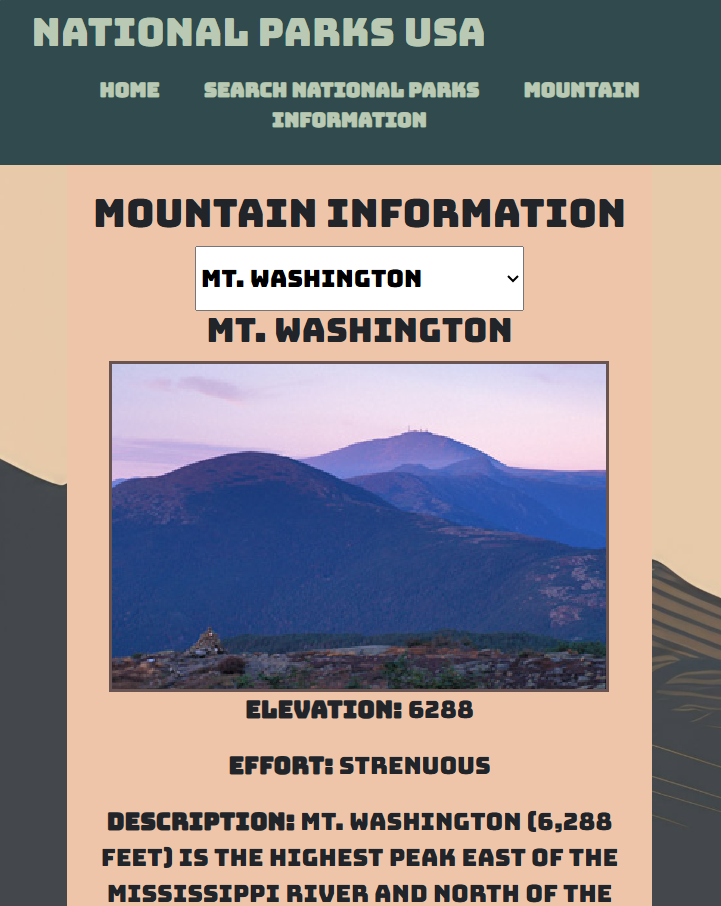 NATIONAL PARKS USA
HOME SEARCH NATIONAL PARKS MOUNTAIN
INFORMATION
MOUNTAIN INFORMATION
MT. WASHINGTON
MT. WASHINGTON
ELEVATION: 6288
EFFORT: STRENUOUS
DESCRIPTION: MT. WASHINGTON (6,288
FEET) IS THE HIGHEST PEAK EAST OF THE
MISSISSIPPI RIVER AND NORTH OF THE